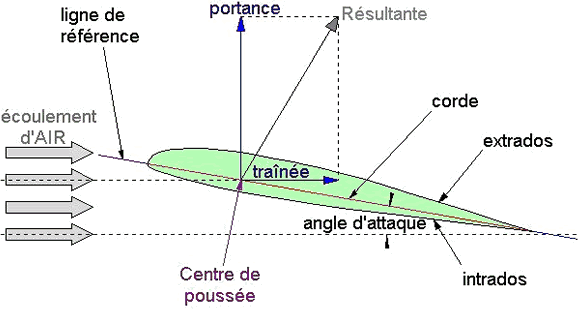 portance
Résultante
ligne de
référence
écoulement
d'AIR
corde
extrados
traînée
angle d'attaque
intrados
Centre de
poussée